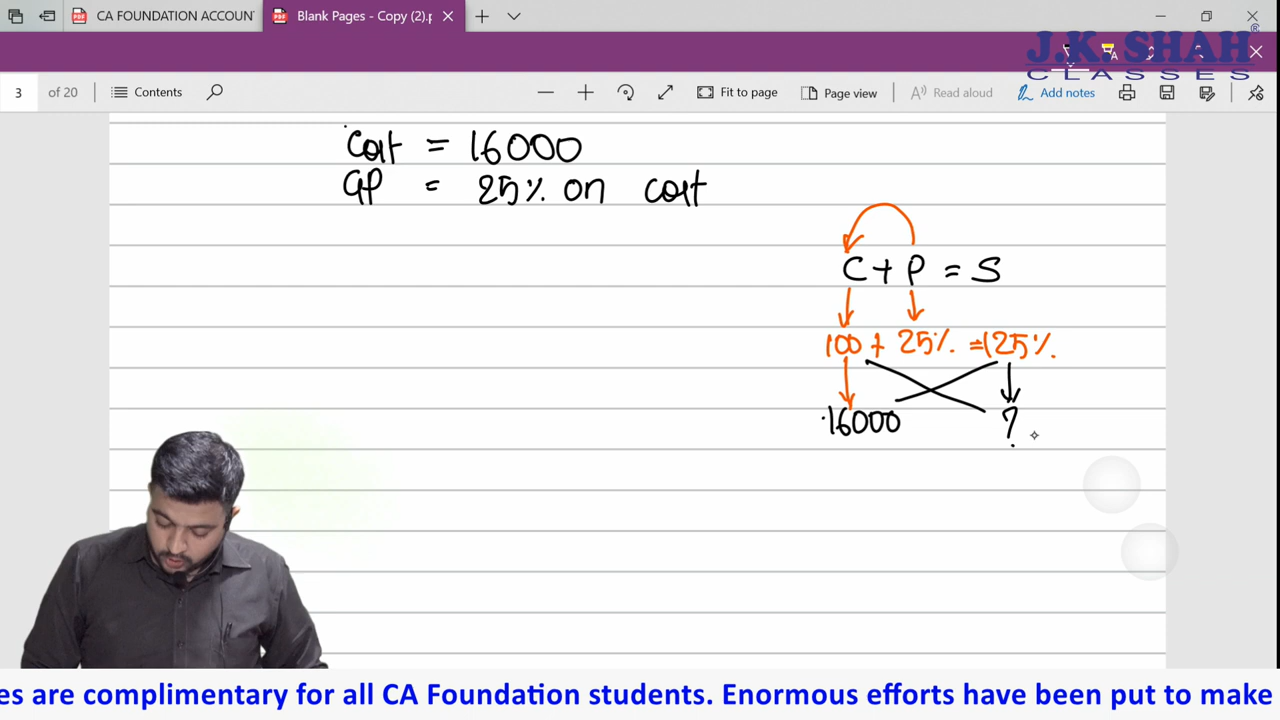 CA FOUNDATION ACCOUNT
Blank Pages - Copy (2).p
J.K. SHAH®
CLASSES
3 of 20
Contents
Fit to page
Page view
Read aloud
Add notes
Cost = 16000
GP = 25% on cost
C + P = S
100 + 25% = 125%
16000 ?
es are complimentary for all CA Foundation students. Enormous efforts have been put to make